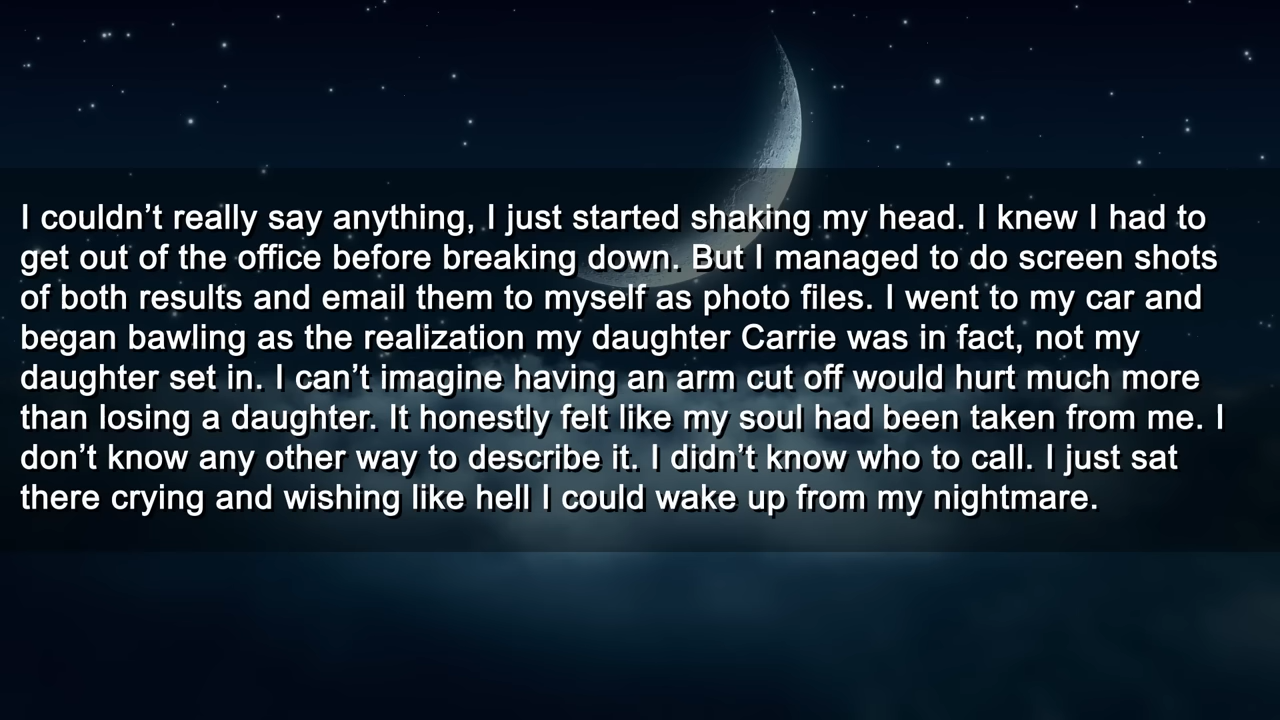 I couldn’t really say anything, I just started shaking my head. I knew I had to
get out of the office before breaking down. But I managed to do screen shots
of both results and email them to myself as photo files. I went to my car and
began bawling as the realization my daughter Carrie was in fact, not my
daughter set in. I can’t imagine having an arm cut off would hurt much more
than losing a daughter. It honestly felt like my soul had been taken from me. I
don’t know any other way to describe it. I didn’t know who to call. I just sat
there crying and wishing like hell I could wake up from my nightmare.